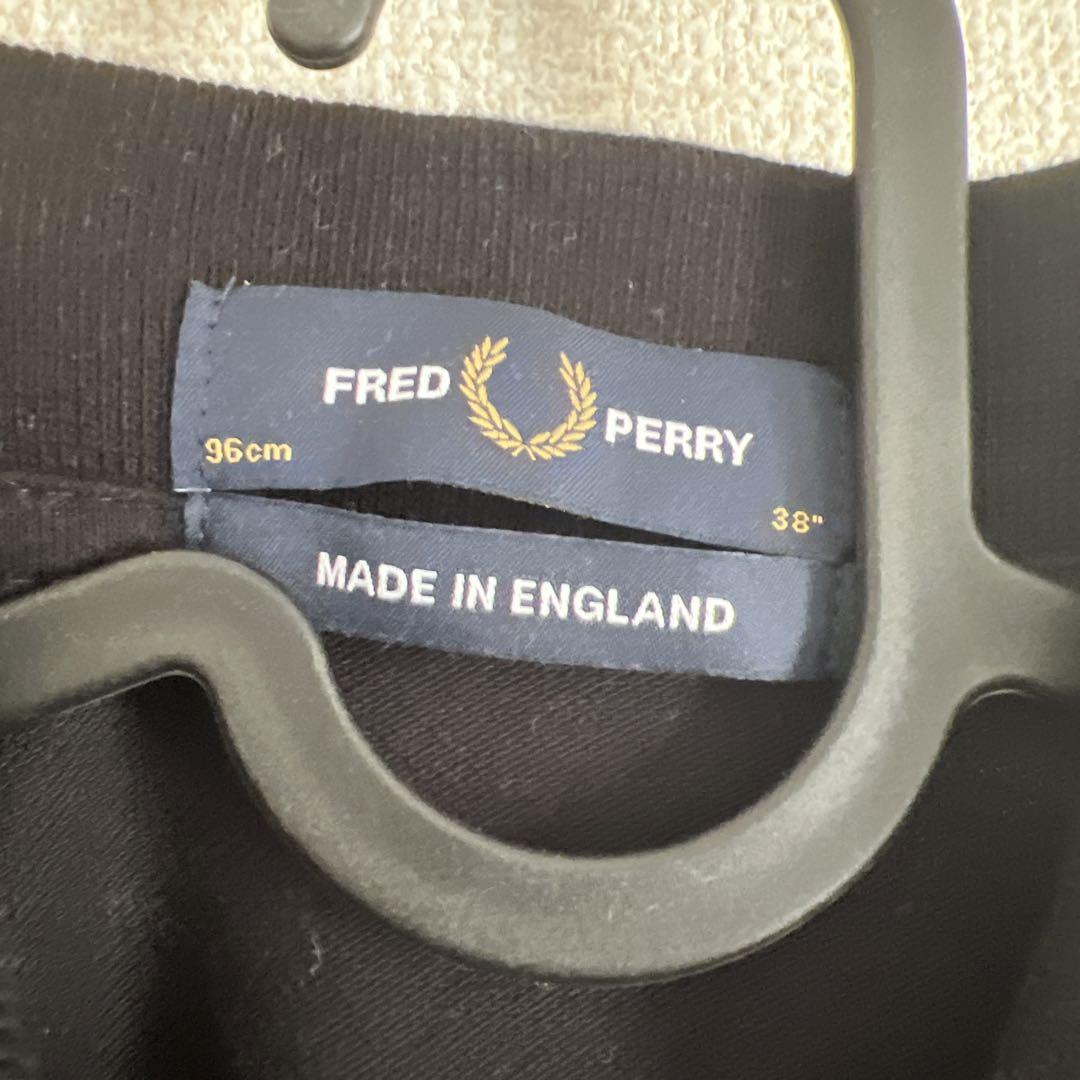 FRED PERRY
96cm
38"
MADE IN ENGLAND